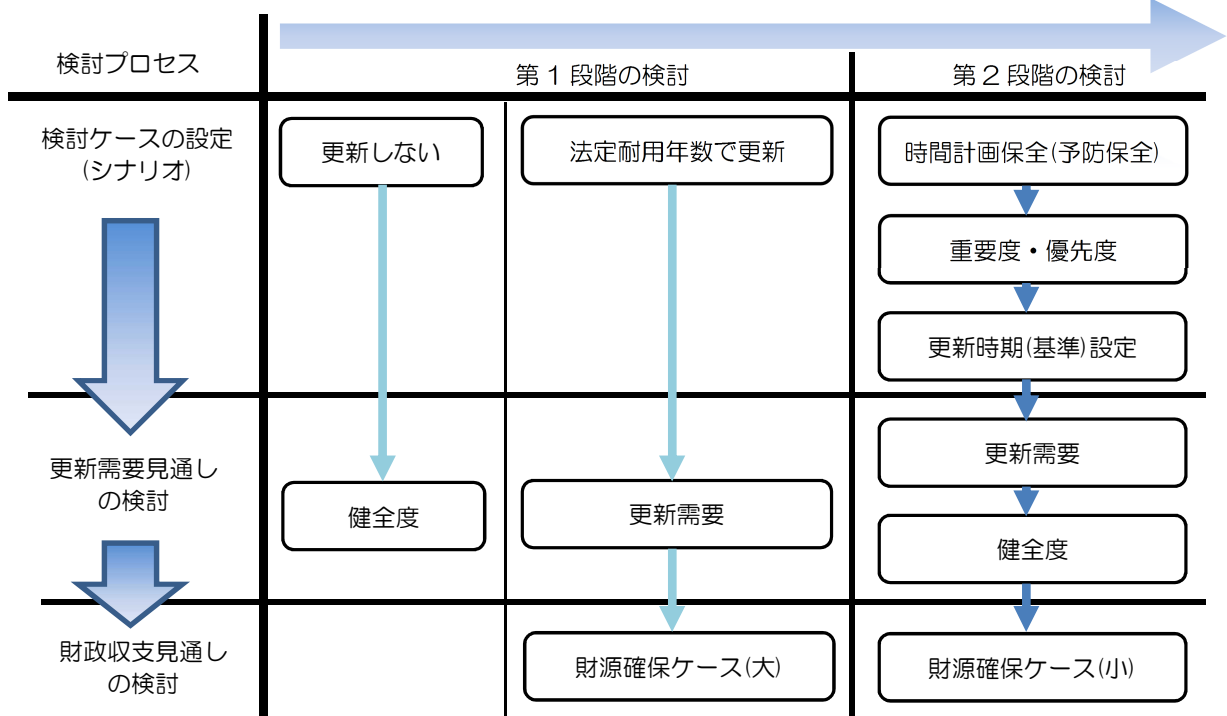 検討プロセス
第1段階の検討
第2段階の検討
検討ケースの設定
(シナリオ)
更新しない
法定耐用年数で更新
時間計画保全(予防保全)
重要度・優先度
更新時期(基準)設定
更新需要見通し
の検討
健全度
更新需要
更新需要
健全度
財政収支見通し
の検討
財源確保ケース(大)
財源確保ケース(小)